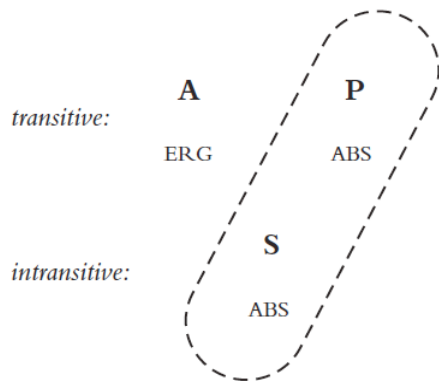 A P
transitive:
ERG ABS
S
intransitive:
ABS